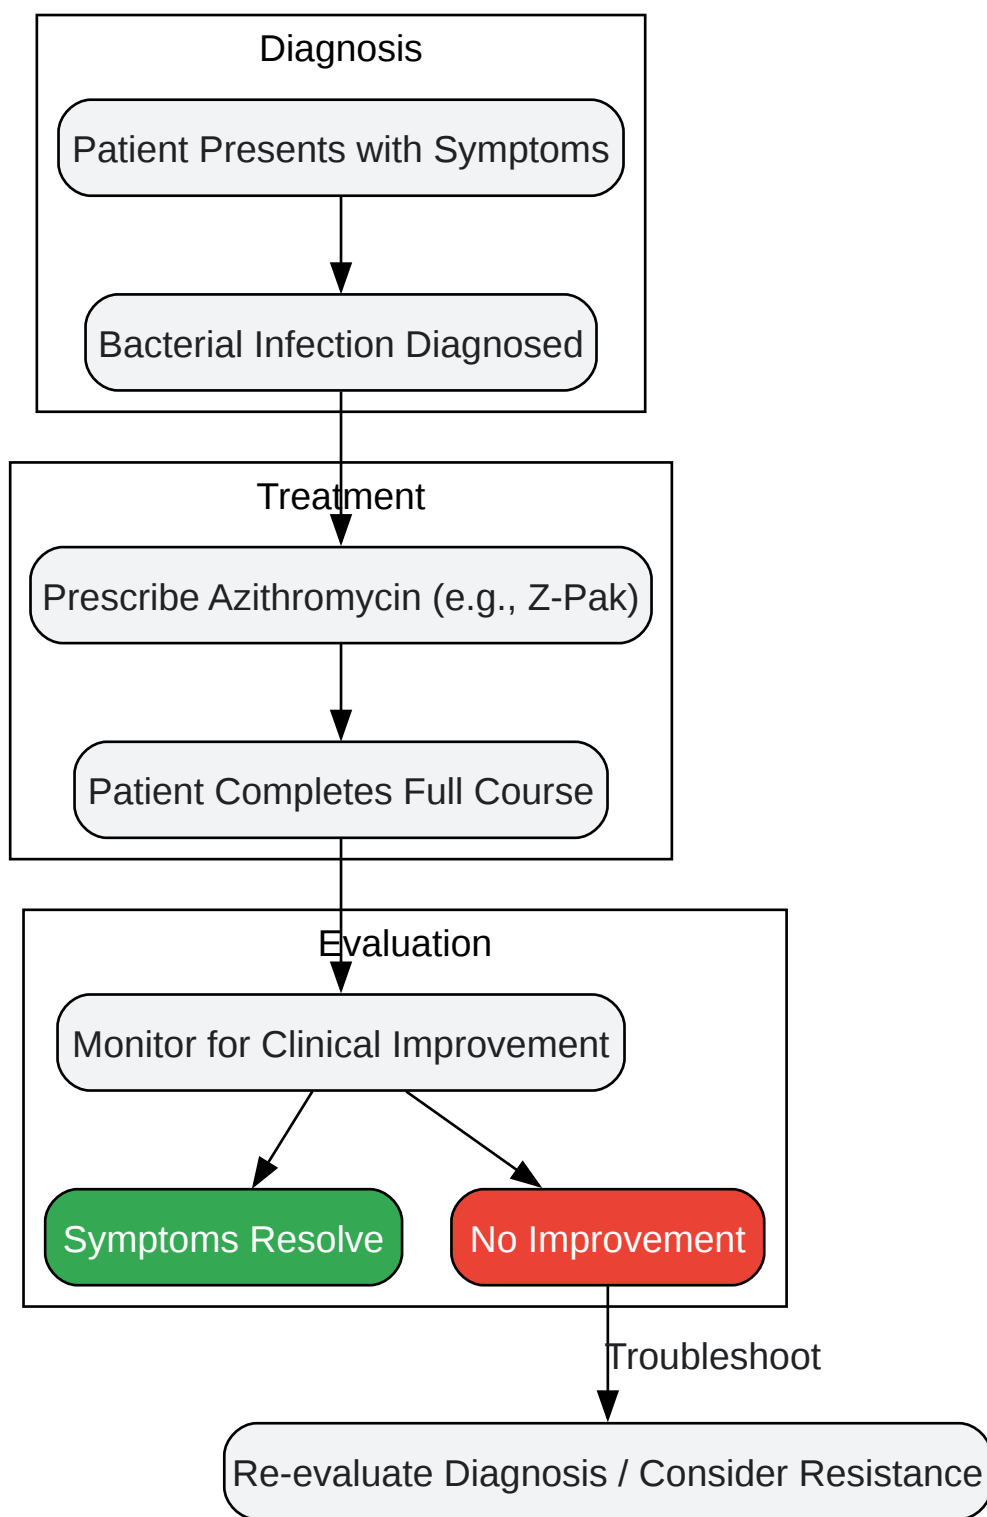 Diagnosis
Patient Presents with Symptoms
Bacterial Infection Diagnosed
Treatment
Prescribe Azithromycin (e.g., Z-Pak)
Patient Completes Full Course
Evaluation
Monitor for Clinical Improvement
Symptoms Resolve
No Improvement
Troubleshoot
Re-evaluate Diagnosis / Consider Resistance